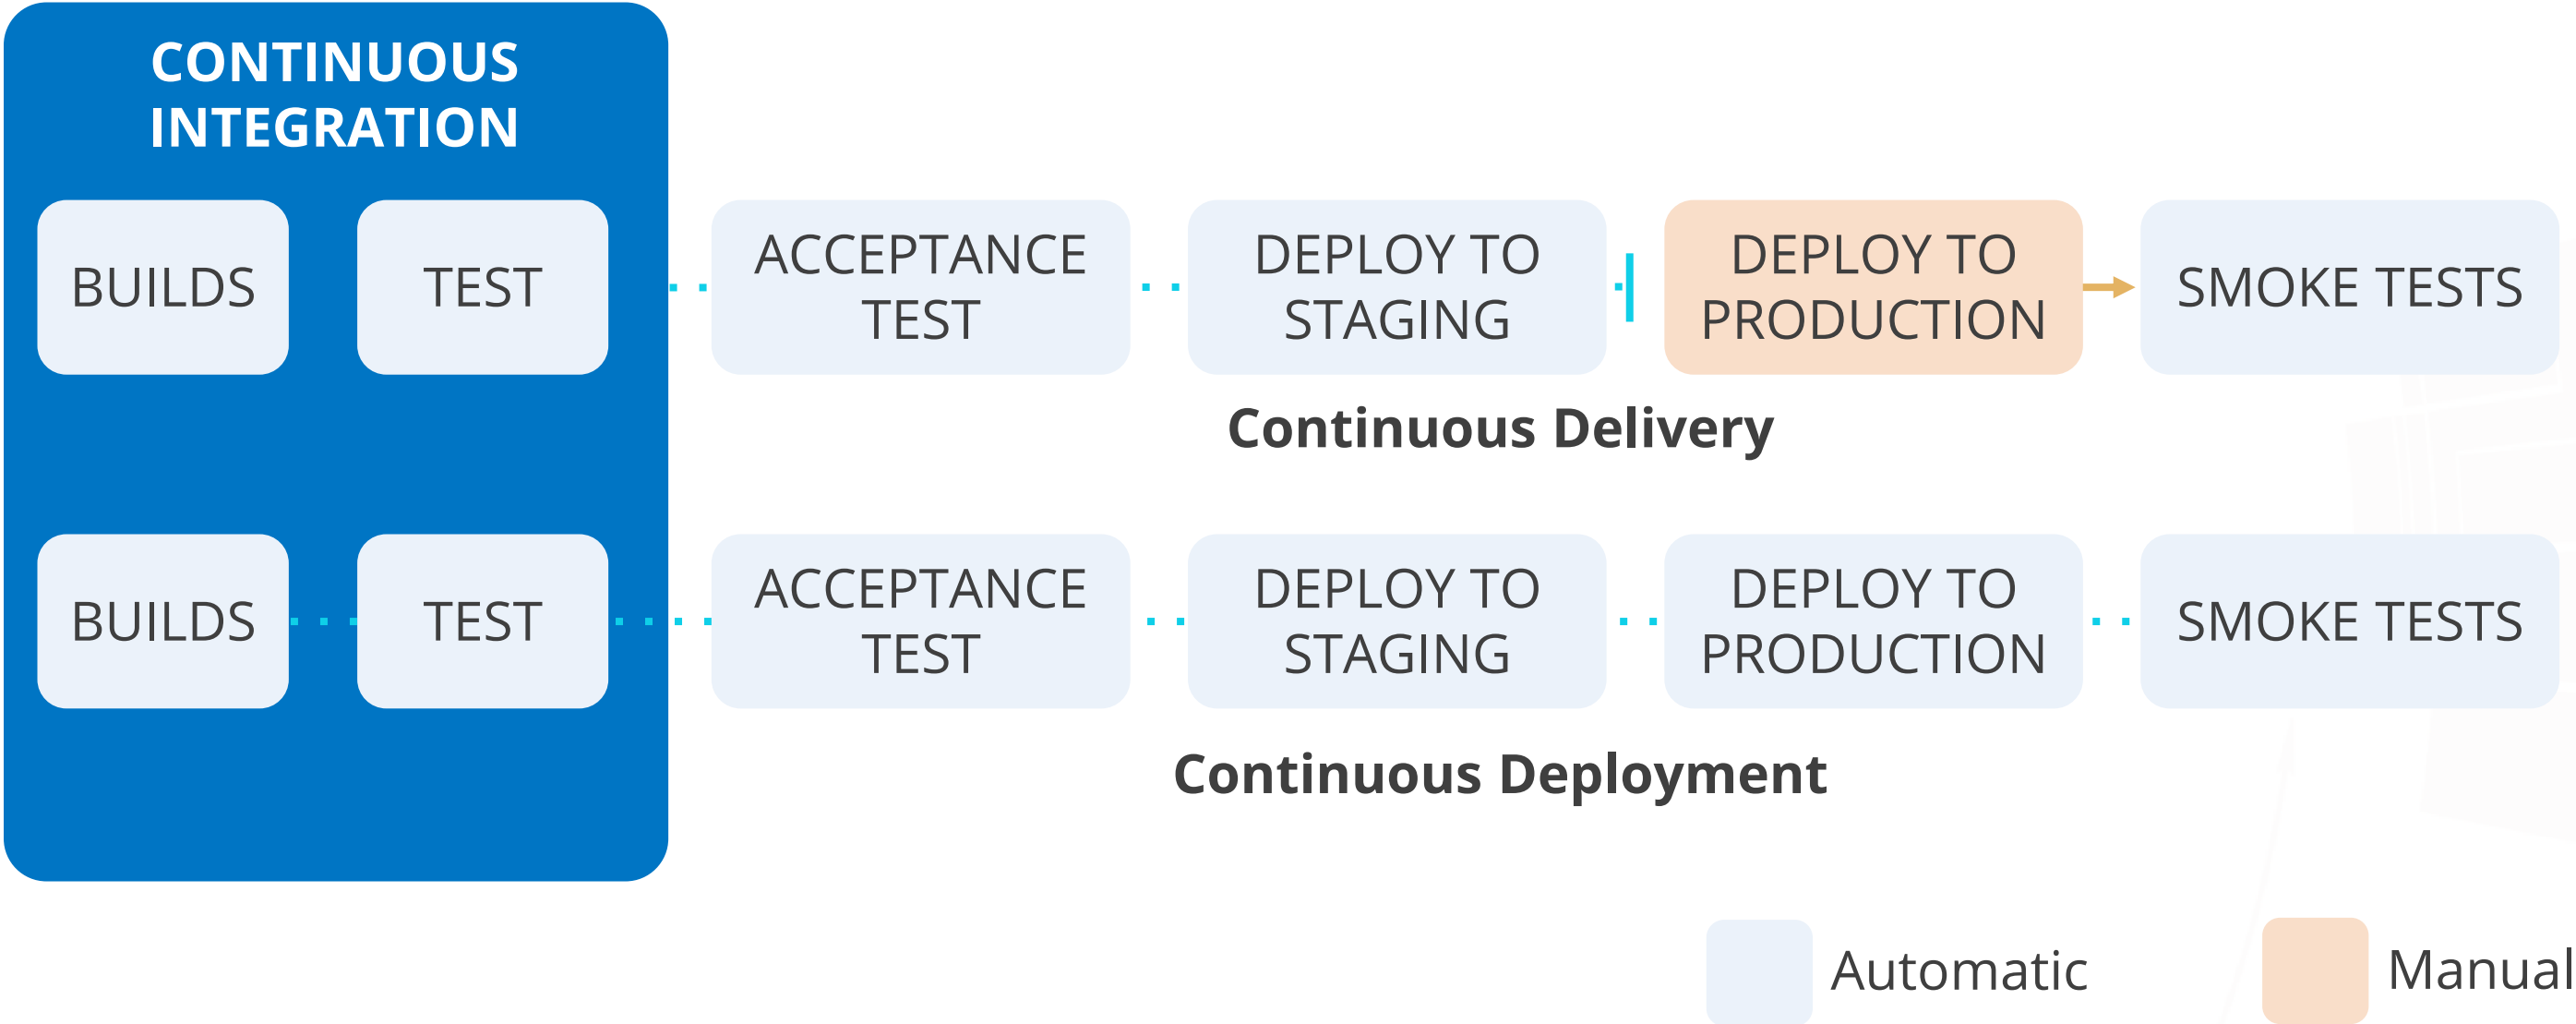 CONTINUOUS
INTEGRATION
BUILDS
TEST
ACCEPTANCE
TEST
DEPLOY TO
STAGING
DEPLOY TO
PRODUCTION
SMOKE TESTS
Continuous Delivery
BUILDS
TEST
ACCEPTANCE
TEST
DEPLOY TO
STAGING
DEPLOY TO
PRODUCTION
SMOKE TESTS
Continuous Deployment
Automatic
Manual